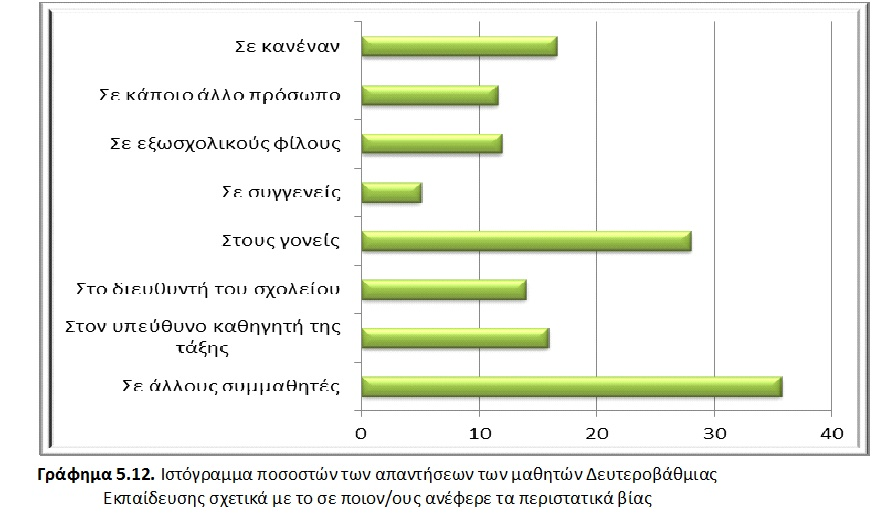 Σε κανέναν
Σε κάποιο άλλο πρόσωπο
Σε εξωσχολικούς φίλους
Σε συγγενείς
Στους γονείς
Στο διευθυντή του σχολείου
Στον υπεύθυνο καθηγητή της
τάξης
Σε άλλους συμμαθητές
0 10 20 30 40
Γράφημα 5.12. Ιστόγραμμα ποσοστών των απαντήσεων των μαθητών Δευτεροβάθμιας
Εκπαίδευσης σχετικά με το σε ποιον/ους ανέφερε τα περιστατικά βίας